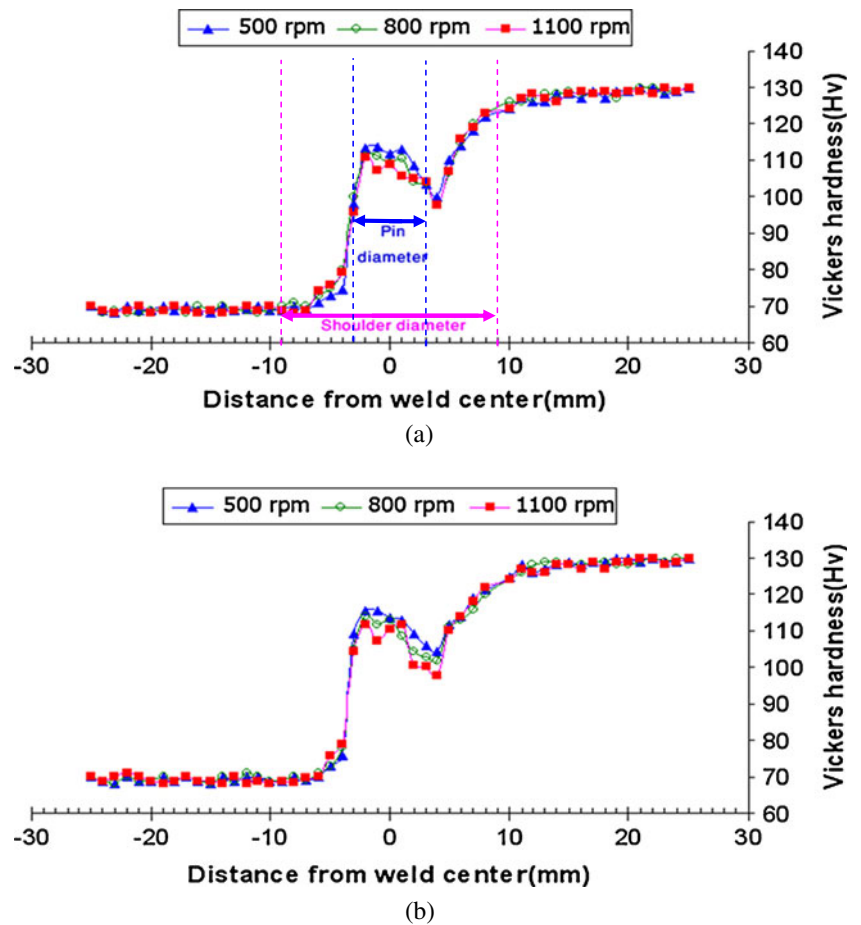 500 rpm 800 rpm 1100 rpm
140
130
120
110
100
90
80
70
60
Vickers hardness(Hv)
Pin
diameter
Shoulder diameter
-30 -20 -10 0 10 20 30
Distance from weld center(mm)
(a)
500 rpm 800 rpm 1100 rpm
140
130
120
110
100
90
80
70
60
Vickers hardness(Hv)
-30 -20 -10 0 10 20 30
Distance from weld center(mm)
(b)